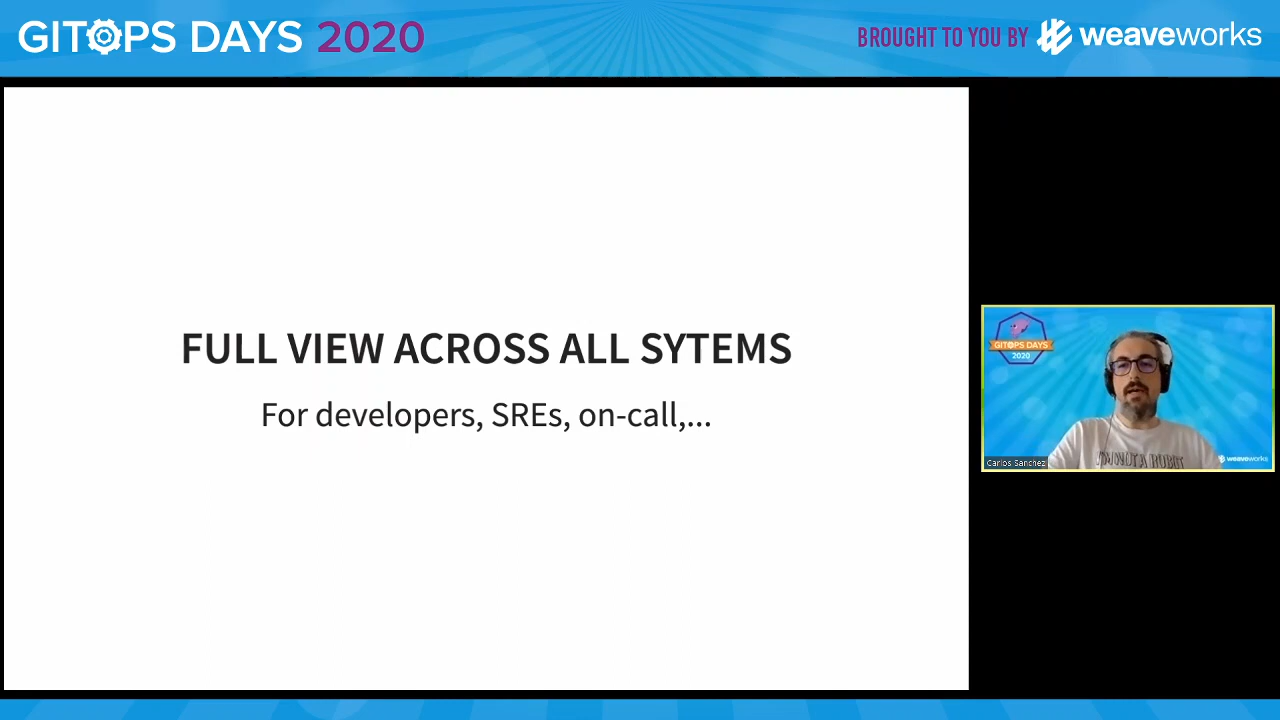 GITOPS DAYS 2020
BROUGHT TO YOU BY weaveworks
FULL VIEW ACROSS ALL SYTEMS
For developers, SREs, on-call,...
GITOPS DAYS
2020
Carlos Sanchez
weaveworks